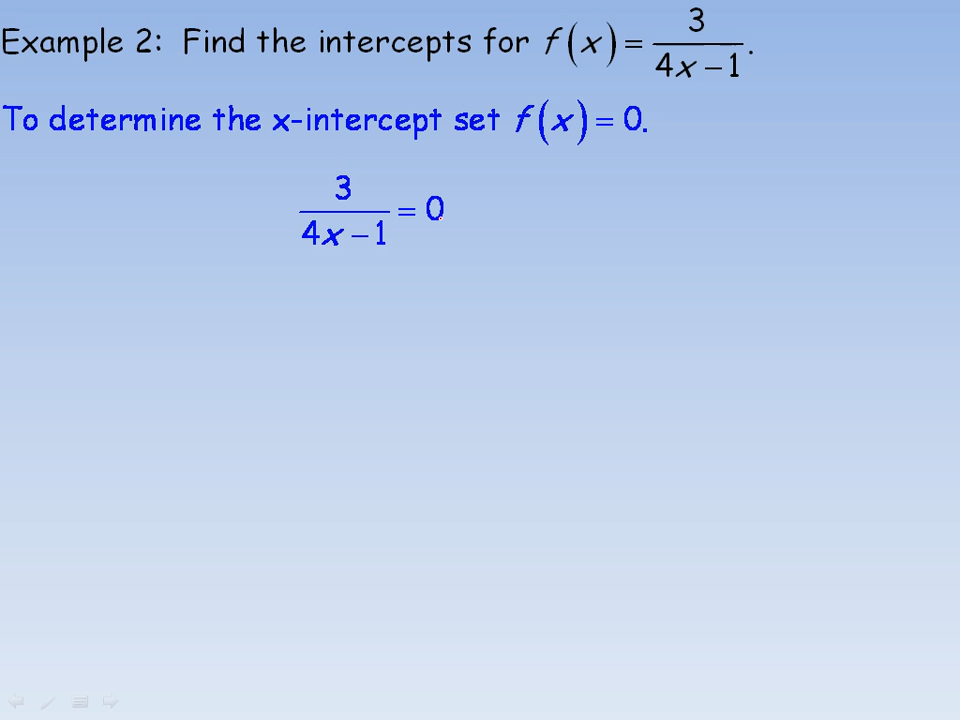 Example 2: Find the intercepts for f(x) = 3/(4x − 1).
To determine the x-intercept set f(x) = 0.
3/(4x − 1) = 0